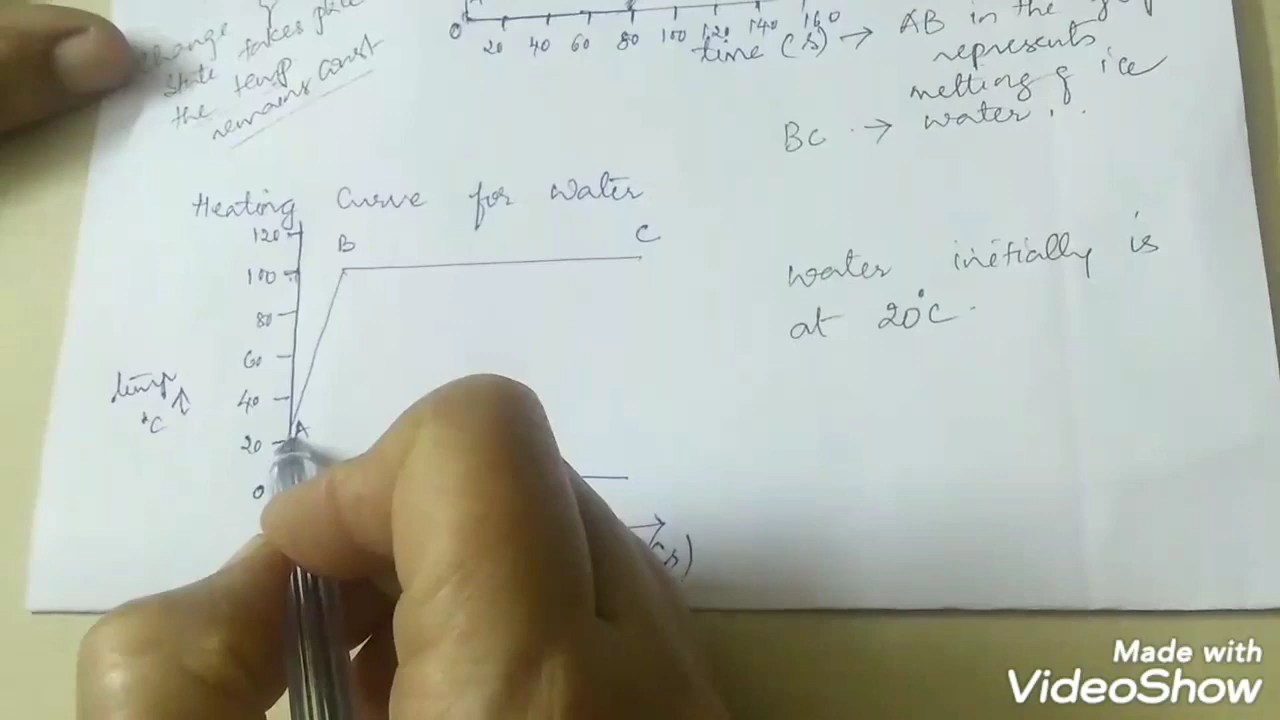 change
state takes place
the temp
remains const
0 20 40 60 80 100 120 140 160
time (s) → AB in the
represents
melting of ice
BC → water . .
Heating Curve for water
120
100
80
60
40
20
0
B
C
A
temp ↑
°C
(s)
water initially is
at 20°C.
Made with
VideoShow